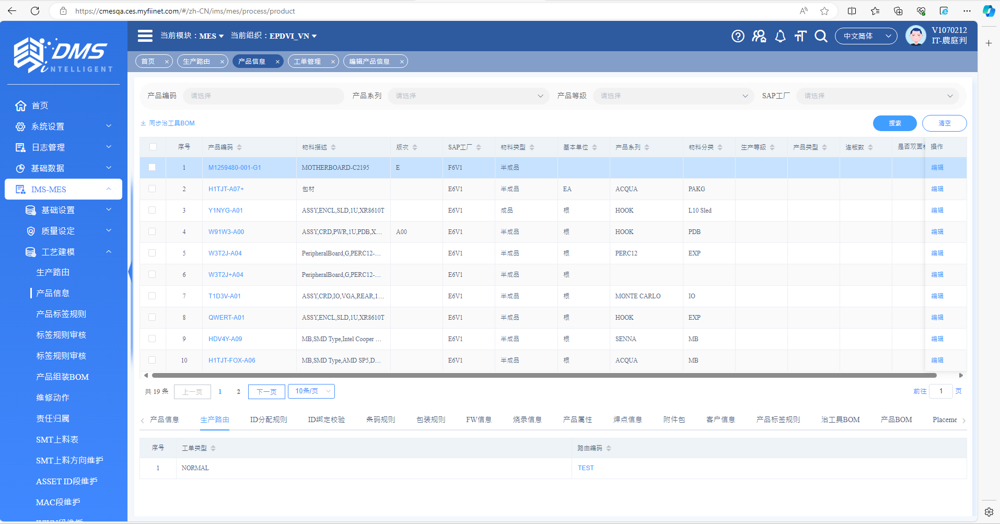 https://cmesqa.ces.myfiinet.com/#/zh-CN/ims/mes/process/product
DMS
iNTELLIGENT
当前模块：MES 当前组织：EPDVI_VN
中文简体
V1070212
IT-農庭判
首页 × 生产路由 × 产品信息 × 工单管理 × 编辑产品信息 ×
首页
系统设置
日志管理
基础数据
IMS-MES
基础设置
质量设定
工艺建模
生产路由
产品信息
产品标签规则
标签规则审核
标签规则审核
产品组装BOM
维修动作
责任归属
SMT上料表
SMT上料方向维护
ASSET ID段维护
MAC段维护
产品编码 请选择 产品系列 请选择 产品等级 请选择 SAP工厂 请选择
同步治工具BOM 搜索 清空
序号 产品编码 物料描述 版次 SAP工厂 物料类型 基本单位 产品系列 物料分类 生产等级 产品类型 连板数 是否双面板 操作
1 M1259480-001-G1 MOTHERBOARD-C2195 E F6V1 半成品 编辑
2 H1TJT-A07+ 包材 E6V1 半成品 EA ACQUA PAKG 编辑
3 Y1NYG-A01 ASSY,ENCL,SLD,1U,XR8610T E6V1 成品 根 HOOK L10 Sled 编辑
4 W91W3-A00 ASSY,CRD,PWR,1U,PDB,X... A00 E6V1 半成品 根 HOOK PDB 编辑
5 W3T2J-A04 PeripheralBoard,G,PERC12-... E6V1 半成品 根 PERC12 EXP 编辑
6 W3T2J+A04 PeripheralBoard,G,PERC12-... E6V1 半成品 根 编辑
7 T1D3V-A01 ASSY,CRD,IO,VGA,REAR,1... E6V1 半成品 根 MONTE CARLO IO 编辑
8 QWERT-A01 ASSY,ENCL,SLD,1U,XR8610T E6V1 半成品 根 HOOK EXP 编辑
9 HDV4Y-A09 MB,SMD Type,Intel Cooper ... E6V1 半成品 根 SENNA MB 编辑
10 H1TJT-FOX-A06 MB,SMD Type,AMD SP5,D... E6V1 半成品 根 ACQUA MB 编辑
共 19 条 上一页 1 2 下一页 10条/页 前往 1 页
产品信息 生产路由 ID分配规则 ID绑定校验 条码规则 包装规则 FW信息 烧录信息 产品属性 焊点信息 附件包 客户信息 产品标签规则 治工具BOM 产品BOM Placeme
序号 工单类型 路由编码
1 NORMAL TEST